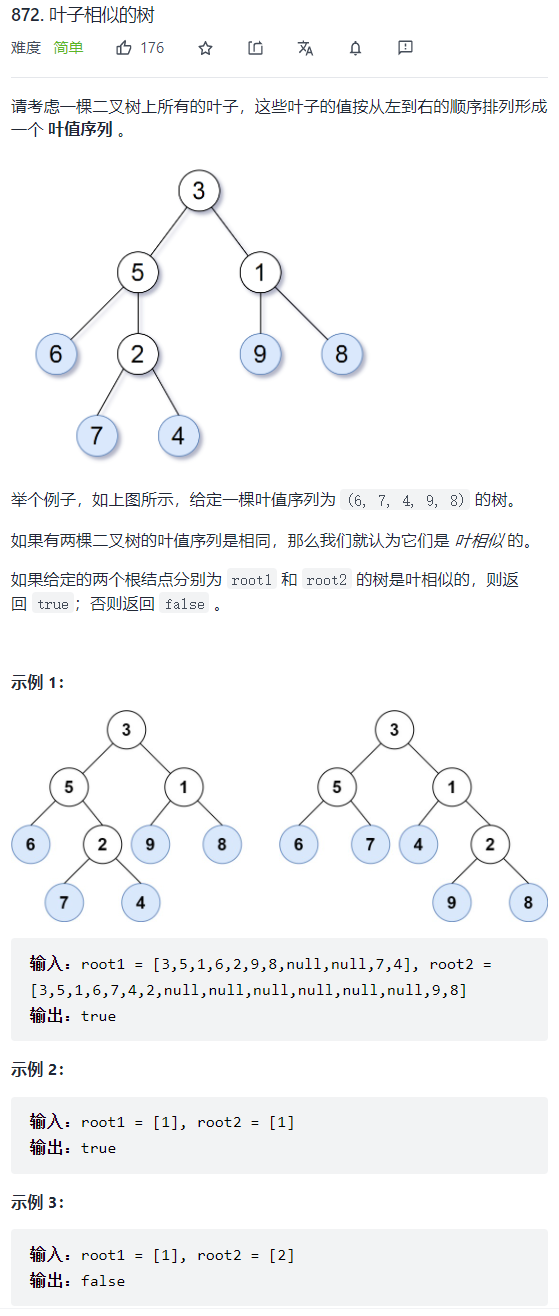 872. 叶子相似的树
难度 简单 176
请考虑一棵二叉树上所有的叶子，这些叶子的值按从左到右的顺序排列形成
一个 叶值序列 。
3
5 1
6 2 9 8
7 4
举个例子，如上图所示，给定一棵叶值序列为 (6, 7, 4, 9, 8) 的树。
如果有两棵二叉树的叶值序列是相同，那么我们就认为它们是 叶相似 的。
如果给定的两个根结点分别为 root1 和 root2 的树是叶相似的，则返
回 true；否则返回 false 。
示例 1：
3 3
5 1 5 1
6 2 9 8 6 7 4 2
7 4 9 8
输入：root1 = [3,5,1,6,2,9,8,null,null,7,4], root2 =
[3,5,1,6,7,4,2,null,null,null,null,null,null,9,8]
输出：true
示例 2：
输入：root1 = [1], root2 = [1]
输出：true
示例 3：
输入：root1 = [1], root2 = [2]
输出：false